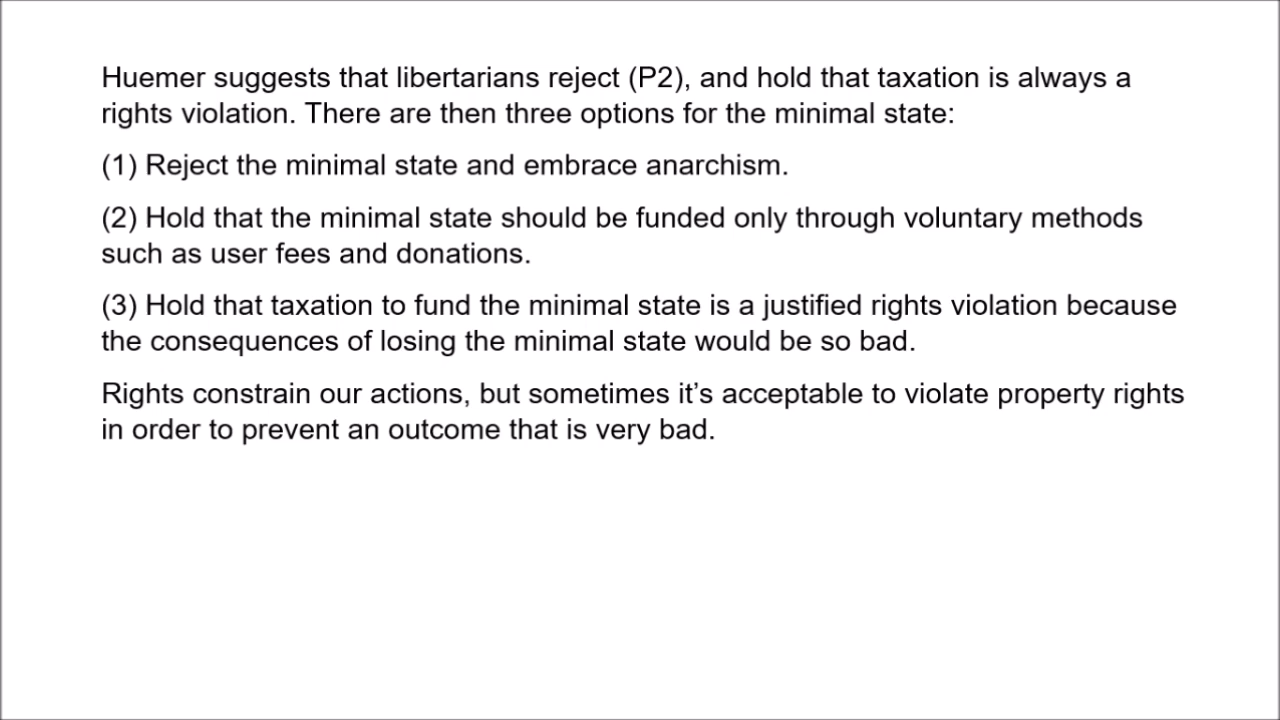 Huemer suggests that libertarians reject (P2), and hold that taxation is always a
rights violation. There are then three options for the minimal state:
(1) Reject the minimal state and embrace anarchism.
(2) Hold that the minimal state should be funded only through voluntary methods
such as user fees and donations.
(3) Hold that taxation to fund the minimal state is a justified rights violation because
the consequences of losing the minimal state would be so bad.
Rights constrain our actions, but sometimes it’s acceptable to violate property rights
in order to prevent an outcome that is very bad.